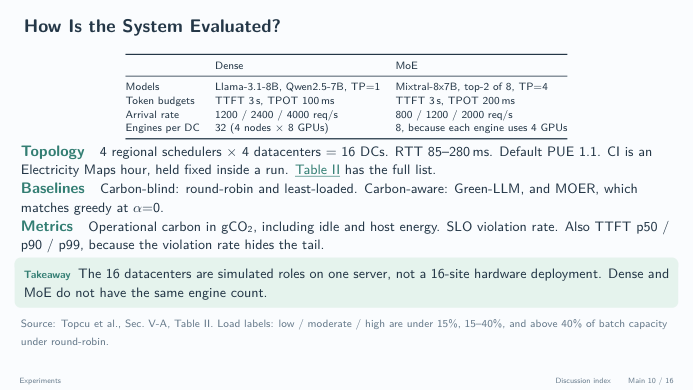 How Is the System Evaluated?
Dense MoE
Models Llama-3.1-8B, Qwen2.5-7B, TP=1 Mixtral-8x7B, top-2 of 8, TP=4
Token budgets TTFT 3 s, TPOT 100 ms TTFT 3 s, TPOT 200 ms
Arrival rate 1200 / 2400 / 4000 req/s 800 / 1200 / 2000 req/s
Engines per DC 32 (4 nodes × 8 GPUs) 8, because each engine uses 4 GPUs
Topology 4 regional schedulers × 4 datacenters = 16 DCs. RTT 85–280 ms. Default PUE 1.1. CI is an
Electricity Maps hour, held fixed inside a run. Table II has the full list.
Baselines Carbon-blind: round-robin and least-loaded. Carbon-aware: Green-LLM, and MOER, which
matches greedy at α=0.
Metrics Operational carbon in gCO₂, including idle and host energy. SLO violation rate. Also TTFT p50 /
p90 / p99, because the violation rate hides the tail.
Takeaway The 16 datacenters are simulated roles on one server, not a 16-site hardware deployment. Dense and
MoE do not have the same engine count.
Source: Topcu et al., Sec. V-A, Table II. Load labels: low / moderate / high are under 15%, 15–40%, and above 40% of batch capacity
under round-robin.
Experiments Discussion index Main 10 / 16